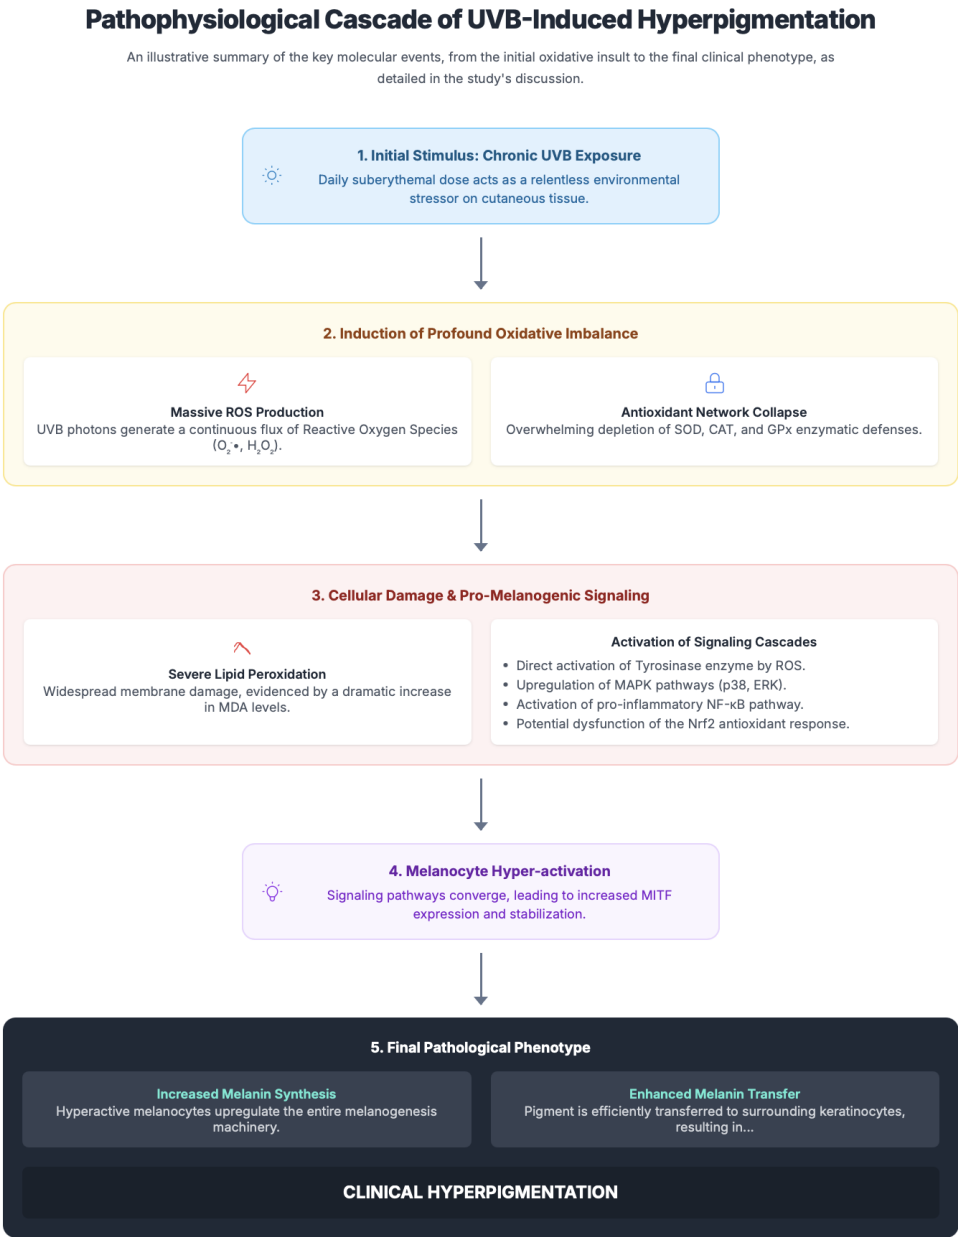 Pathophysiological Cascade of UVB-Induced Hyperpigmentation
An illustrative summary of the key molecular events, from the initial oxidative insult to the final clinical phenotype, as
detailed in the study's discussion.
1. Initial Stimulus: Chronic UVB Exposure
Daily suberythemal dose acts as a relentless environmental
stressor on cutaneous tissue.
2. Induction of Profound Oxidative Imbalance
Massive ROS Production
UVB photons generate a continuous flux of Reactive Oxygen Species
(O₂⁻•, H₂O₂).
Antioxidant Network Collapse
Overwhelming depletion of SOD, CAT, and GPx enzymatic defenses.
3. Cellular Damage & Pro-Melanogenic Signaling
Severe Lipid Peroxidation
Widespread membrane damage, evidenced by a dramatic increase
in MDA levels.
Activation of Signaling Cascades
• Direct activation of Tyrosinase enzyme by ROS.
• Upregulation of MAPK pathways (p38, ERK).
• Activation of pro-inflammatory NF-κB pathway.
• Potential dysfunction of the Nrf2 antioxidant response.
4. Melanocyte Hyper-activation
Signaling pathways converge, leading to increased MITF
expression and stabilization.
5. Final Pathological Phenotype
Increased Melanin Synthesis
Hyperactive melanocytes upregulate the entire melanogenesis
machinery.
Enhanced Melanin Transfer
Pigment is efficiently transferred to surrounding keratinocytes,
resulting in...
CLINICAL HYPERPIGMENTATION